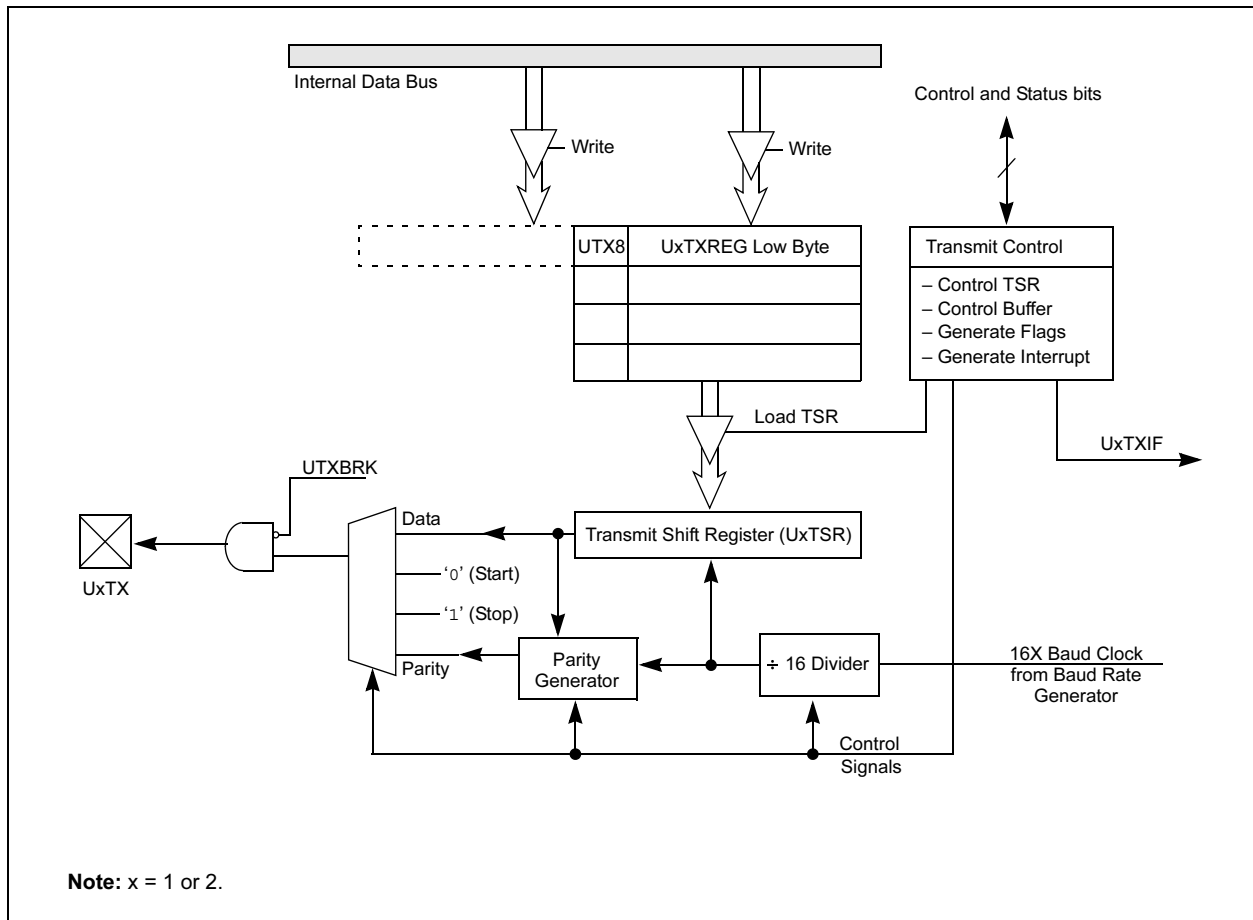 Internal Data Bus
Control and Status bits
Write
Write
UTX8
UxTXREG Low Byte
Transmit Control
– Control TSR
– Control Buffer
– Generate Flags
– Generate Interrupt
Load TSR
UxTXIF
UTXBRK
Data
Transmit Shift Register (UxTSR)
UxTX
‘0’ (Start)
‘1’ (Stop)
Parity
Parity
Generator
÷ 16 Divider
16X Baud Clock
from Baud Rate
Generator
Control
Signals
Note: x = 1 or 2.